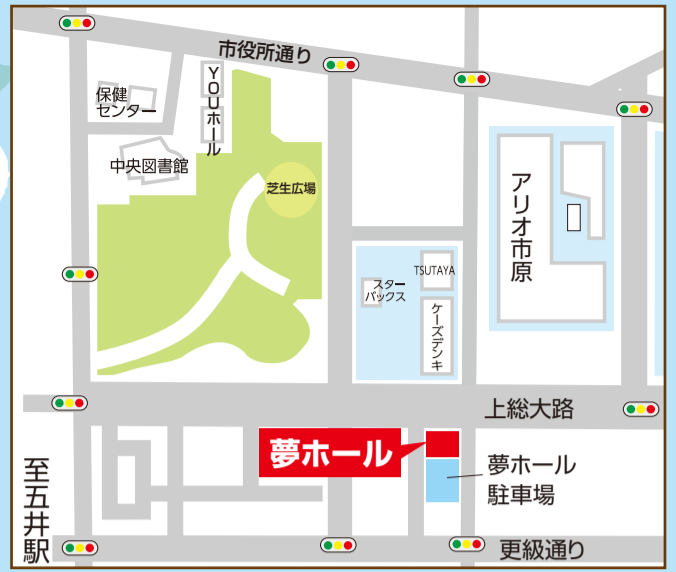 市役所通り
保健
センター
YOUホール
中央図書館
芝生広場
アリオ市原
TSUTAYA
スター
バックス
ケーズデンキ
上総大路
夢ホール
夢ホール
駐車場
至五井駅
更級通り